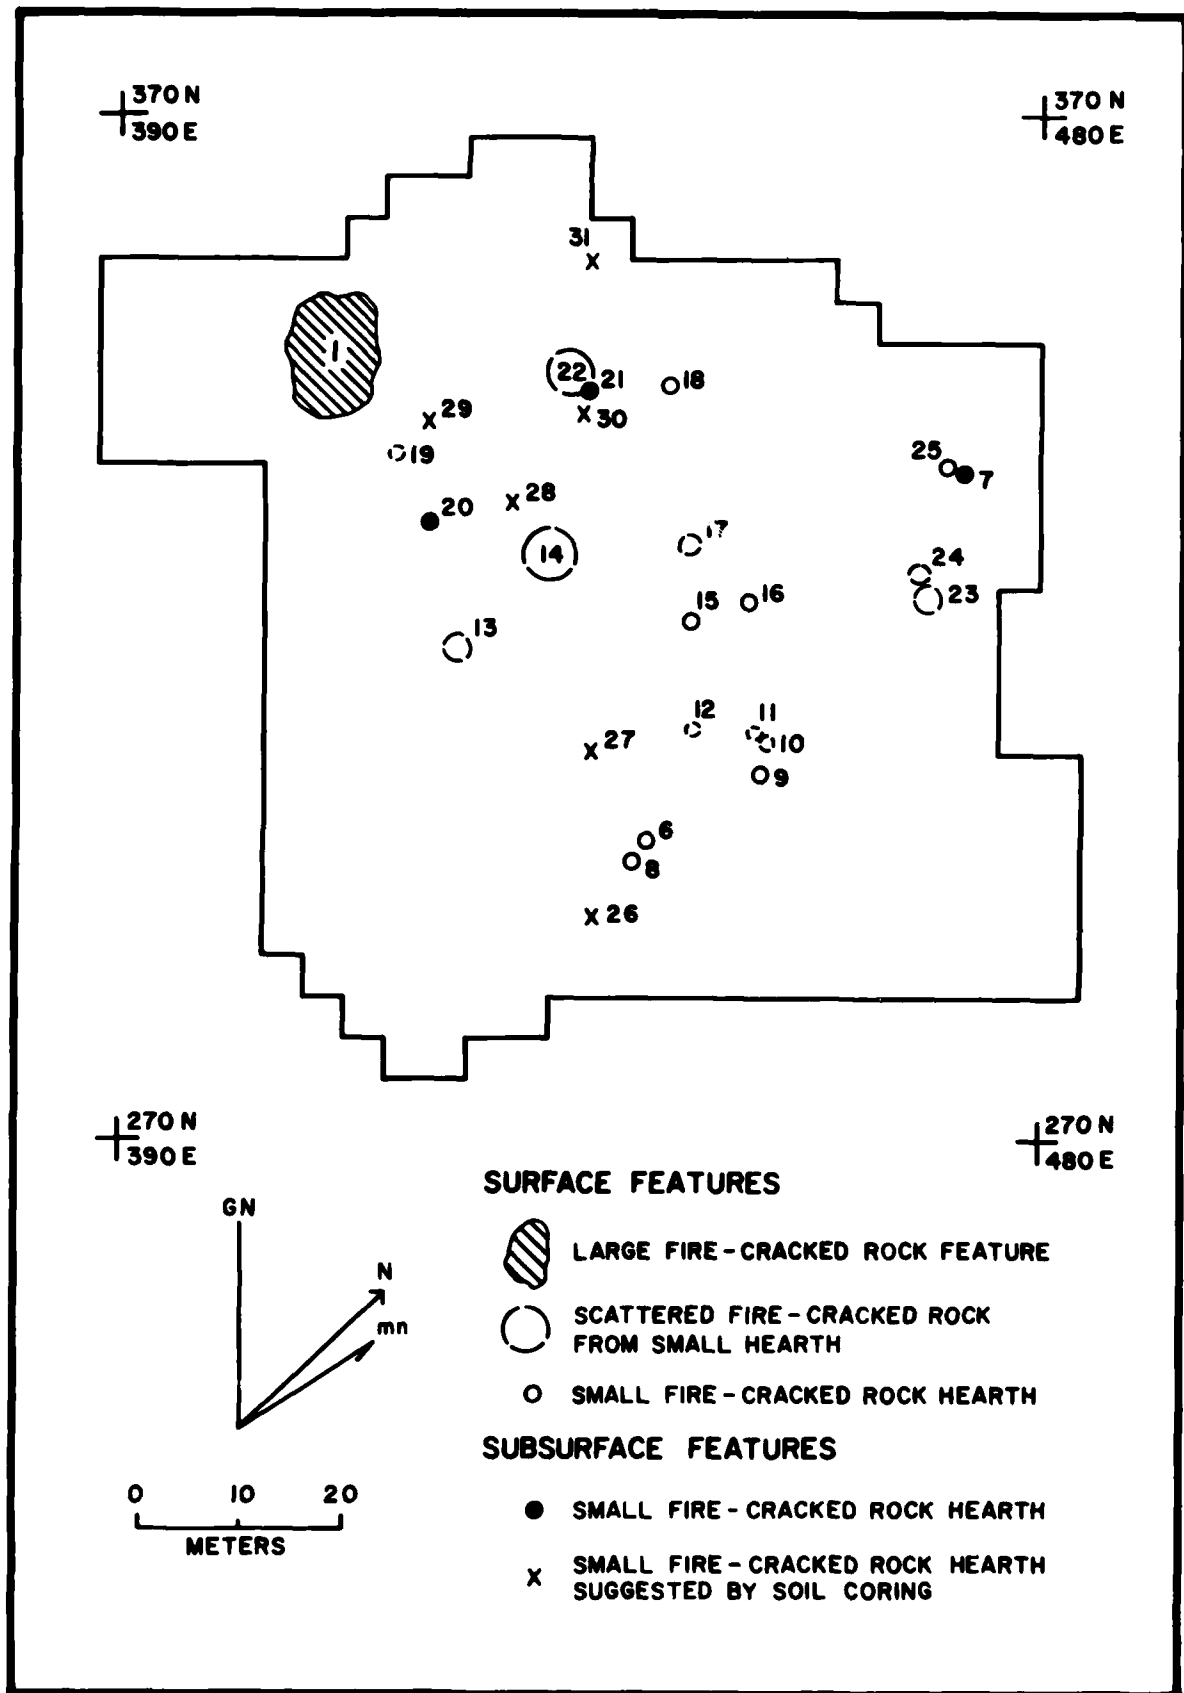 370 N
390 E
370 N
480 E
31
1
22
21
18
30
29
19
25
7
28
20
17
14
24
23
16
15
13
12
11
10
27
9
6
8
26
270 N
390 E
270 N
480 E
SURFACE FEATURES
GN
LARGE FIRE-CRACKED ROCK FEATURE
N
mn
SCATTERED FIRE-CRACKED ROCK
FROM SMALL HEARTH
SMALL FIRE-CRACKED ROCK HEARTH
SUBSURFACE FEATURES
0 10 20
METERS
SMALL FIRE-CRACKED ROCK HEARTH
SMALL FIRE-CRACKED ROCK HEARTH
SUGGESTED BY SOIL CORING